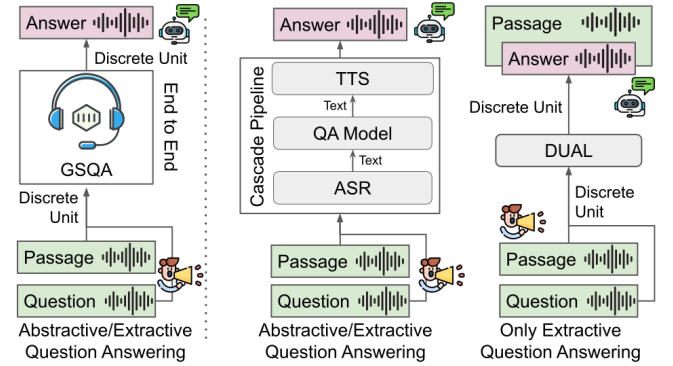 Answer
Discrete Unit
GSQA
End to End
Discrete
Unit
Passage
Question
Abstractive/Extractive
Question Answering
Answer
Cascade Pipeline
TTS
Text
QA Model
Text
ASR
Passage
Question
Abstractive/Extractive
Question Answering
Passage
Answer
Discrete Unit
DUAL
Discrete
Unit
Passage
Question
Only Extractive
Question Answering